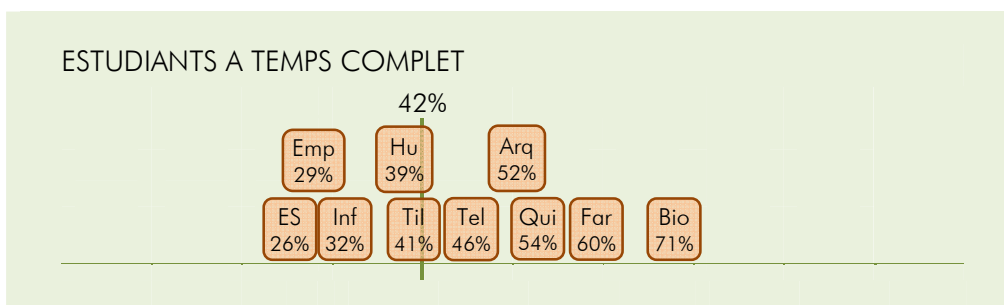 ESTUDIANTS A TEMPS COMPLET
42%
Emp
29%
Hu
39%
Arq
52%
ES
26%
Inf
32%
Til
41%
Tel
46%
Qui
54%
Far
60%
Bio
71%